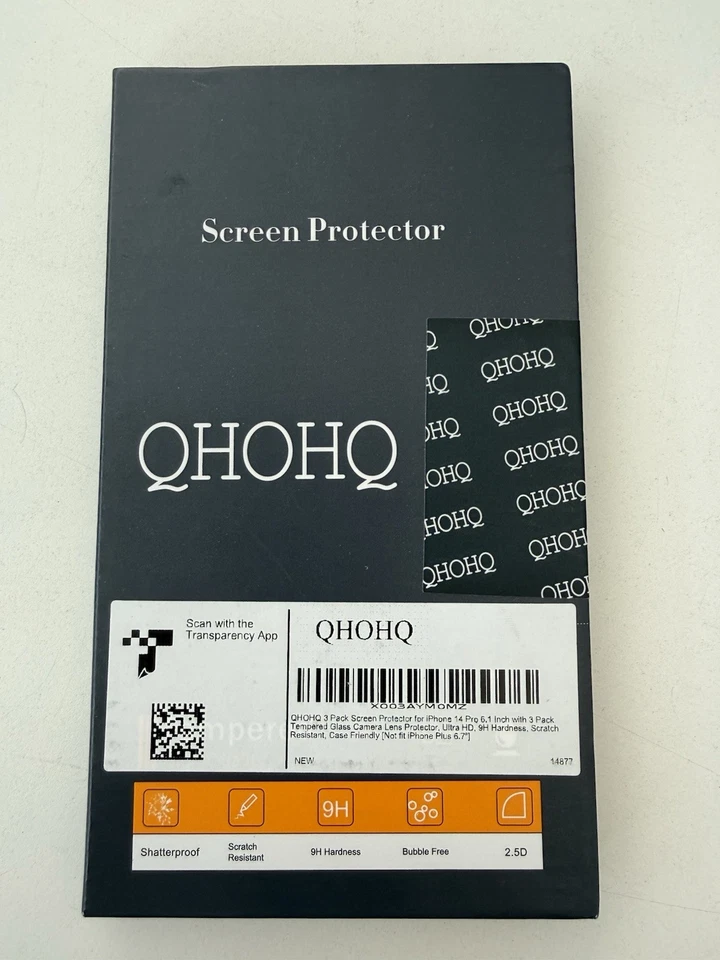 Screen Protector
QHOHQ
QHOHQ
QHOHQ
QHOHQ
QHOHQ
QHOHQ
QHOHQ
Scan with the
Transparency App
QHOHQ
X003AYM0MZ
QHOHQ 3 Pack Screen Protector for iPhone 14 Pro 6.1 Inch with 3 Pack
Tempered Glass Camera Lens Protector, Ultra HD, 9H Hardness, Scratch
Resistant, Case Friendly [Not fit iPhone Plus 6.7"]
NEW
14877
9H
Shatterproof
Scratch
Resistant
9H Hardness
Bubble Free
2.5D